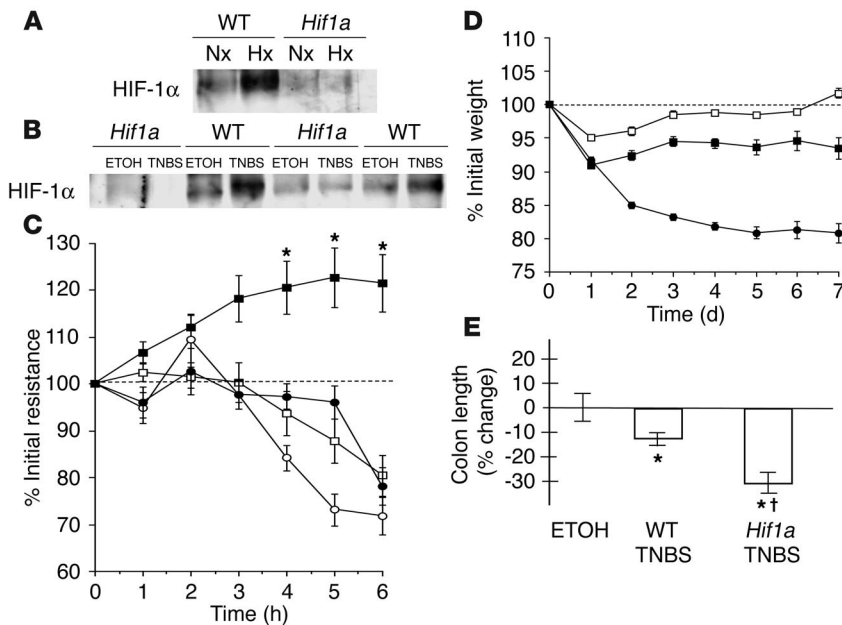 A
WT Hif1a
Nx Hx Nx Hx
HIF-1α
B
Hif1a WT Hif1a WT
ETOH TNBS ETOH TNBS ETOH TNBS ETOH TNBS
HIF-1α
C
% Initial resistance
130
120
110
100
90
80
70
60
* * *
0 1 2 3 4 5 6
Time (h)
D
% Initial weight
110
105
100
95
90
85
80
75
0 1 2 3 4 5 6 7
Time (d)
E
Colon length
(% change)
20
10
0
-10
-20
-30
*
*†
ETOH WT Hif1a
TNBS TNBS